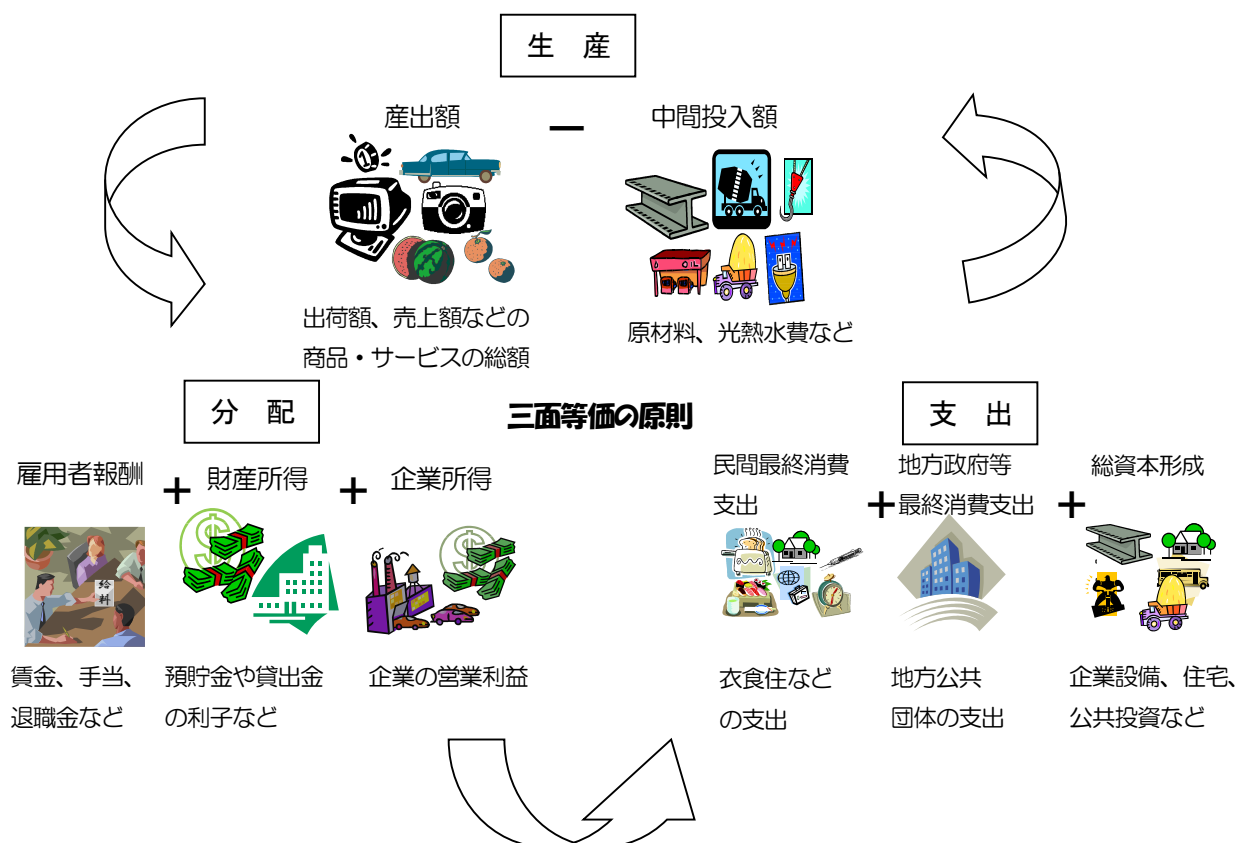 生 産
産出額 － 中間投入額
出荷額、売上額などの
商品・サービスの総額
原材料、光熱水費など
三面等価の原則
分 配
雇用者報酬 ＋ 財産所得 ＋ 企業所得
給料
賃金、手当、
退職金など
預貯金や貸出金
の利子など
企業の営業利益
支 出
民間最終消費
支出
＋
地方政府等
最終消費支出
＋
総資本形成
衣食住など
の支出
地方公共
団体の支出
企業設備、住宅、
公共投資など